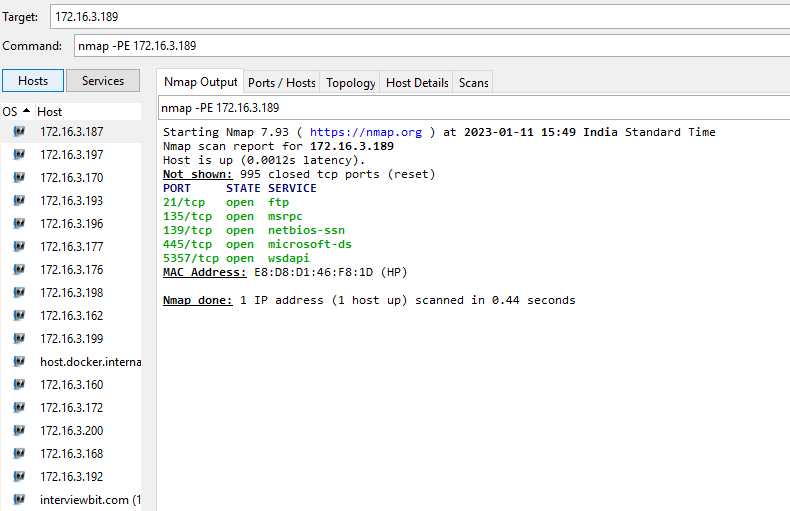 Target: 172.16.3.189
Command: nmap -PE 172.16.3.189
Hosts Services
OS Host
172.16.3.187
172.16.3.197
172.16.3.170
172.16.3.193
172.16.3.196
172.16.3.177
172.16.3.176
172.16.3.198
172.16.3.162
172.16.3.199
host.docker.interna
172.16.3.160
172.16.3.172
172.16.3.200
172.16.3.168
172.16.3.192
interviewbit.com (1
Nmap Output Ports / Hosts Topology Host Details Scans
nmap -PE 172.16.3.189
Starting Nmap 7.93 ( https://nmap.org ) at 2023-01-11 15:49 India Standard Time
Nmap scan report for 172.16.3.189
Host is up (0.0012s latency).
Not shown: 995 closed tcp ports (reset)
PORT STATE SERVICE
21/tcp open ftp
135/tcp open msrpc
139/tcp open netbios-ssn
445/tcp open microsoft-ds
5357/tcp open wsdapi
MAC Address: E8:D8:D1:46:F8:1D (HP)
Nmap done: 1 IP address (1 host up) scanned in 0.44 seconds